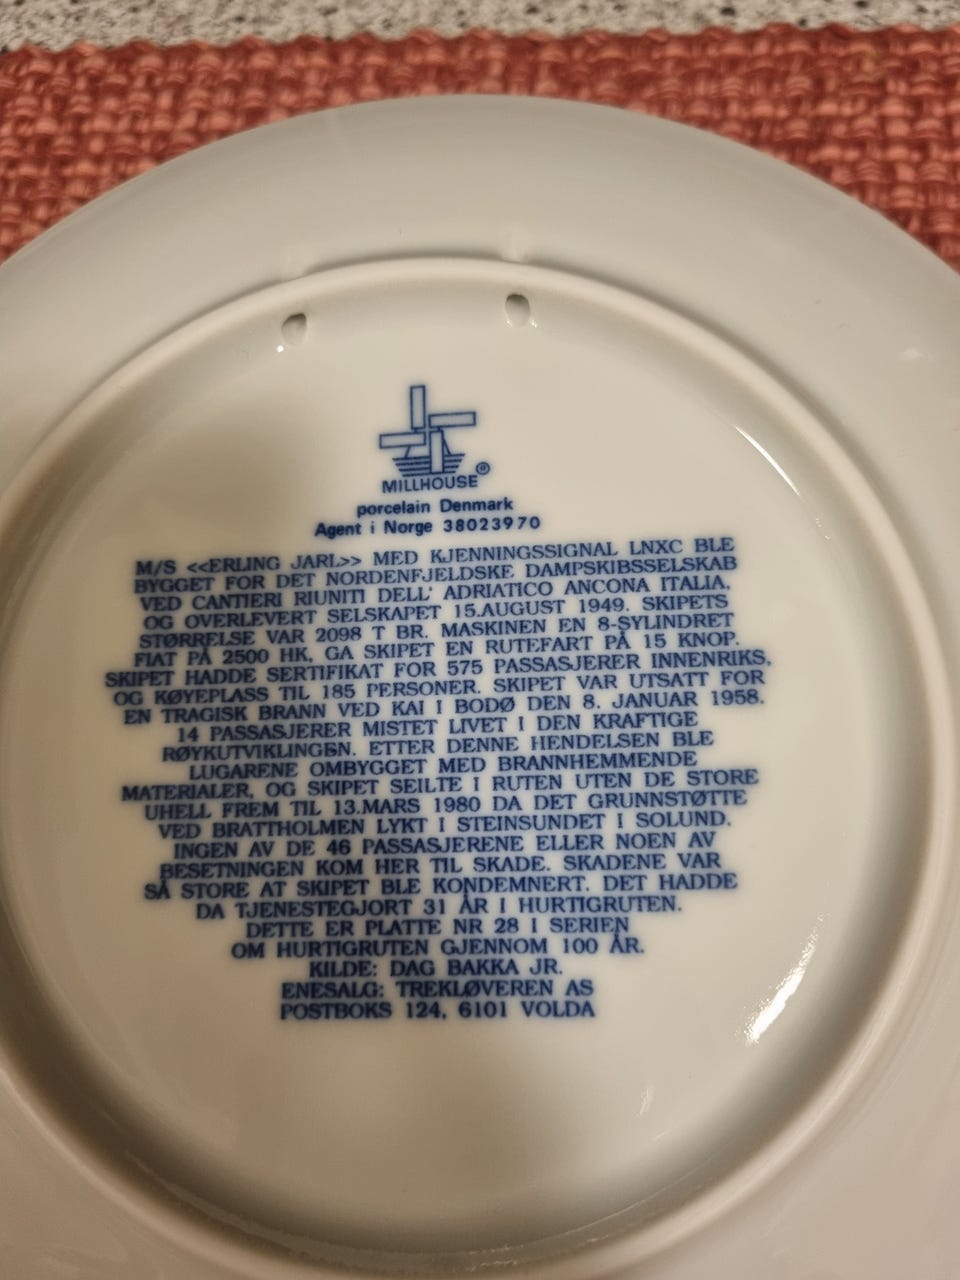 MILLHOUSE ®
porcelain Denmark
Agent i Norge 38023970
M/S <<ERLING JARL>> MED KJENNINGSSIGNAL LNXC BLE
BYGGET FOR DET NORDENFJELDSKE DAMPSKIBSSELSKAB
VED CANTIERI RIUNITI DELL' ADRIATICO ANCONA ITALIA.
OG OVERLEVERT SELSKAPET 15.AUGUST 1949. SKIPETS
STØRRELSE VAR 2098 T BR. MASKINEN EN 8-SYLINDRET
FIAT PÅ 2500 HK, GA SKIPET EN RUTEFART PÅ 15 KNOP.
SKIPET HADDE SERTIFIKAT FOR 575 PASSASJERER INNENRIKS,
OG KØYEPLASS TIL 185 PERSONER. SKIPET VAR UTSATT FOR
EN TRAGISK BRANN VED KAI I BODØ DEN 8. JANUAR 1958.
14 PASSASJERER MISTET LIVET I DEN KRAFTIGE
RØYKUTVIKLINGEN. ETTER DENNE HENDELSEN BLE
LUGARENE OMBYGGET MED BRANNHEMMENDE
MATERIALER, OG SKIPET SEILTE I RUTEN UTEN DE STORE
UHELL FREM TIL 13.MARS 1980 DA DET GRUNNSTØTTE
VED BRATTHOLMEN LYKT I STEINSUNDET I SOLUND.
INGEN AV DE 46 PASSASJERENE ELLER NOEN AV
BESETNINGEN KOM HER TIL SKADE. SKADENE VAR
SÅ STORE AT SKIPET BLE KONDEMNERT. DET HADDE
DA TJENESTEGJORT 31 ÅR I HURTIGRUTEN.
DETTE ER PLATTE NR 28 I SERIEN
OM HURTIGRUTEN GJENNOM 100 ÅR.
KILDE: DAG BAKKA JR.
ENESALG: TREKLØVEREN AS
POSTBOKS 124, 6101 VOLDA